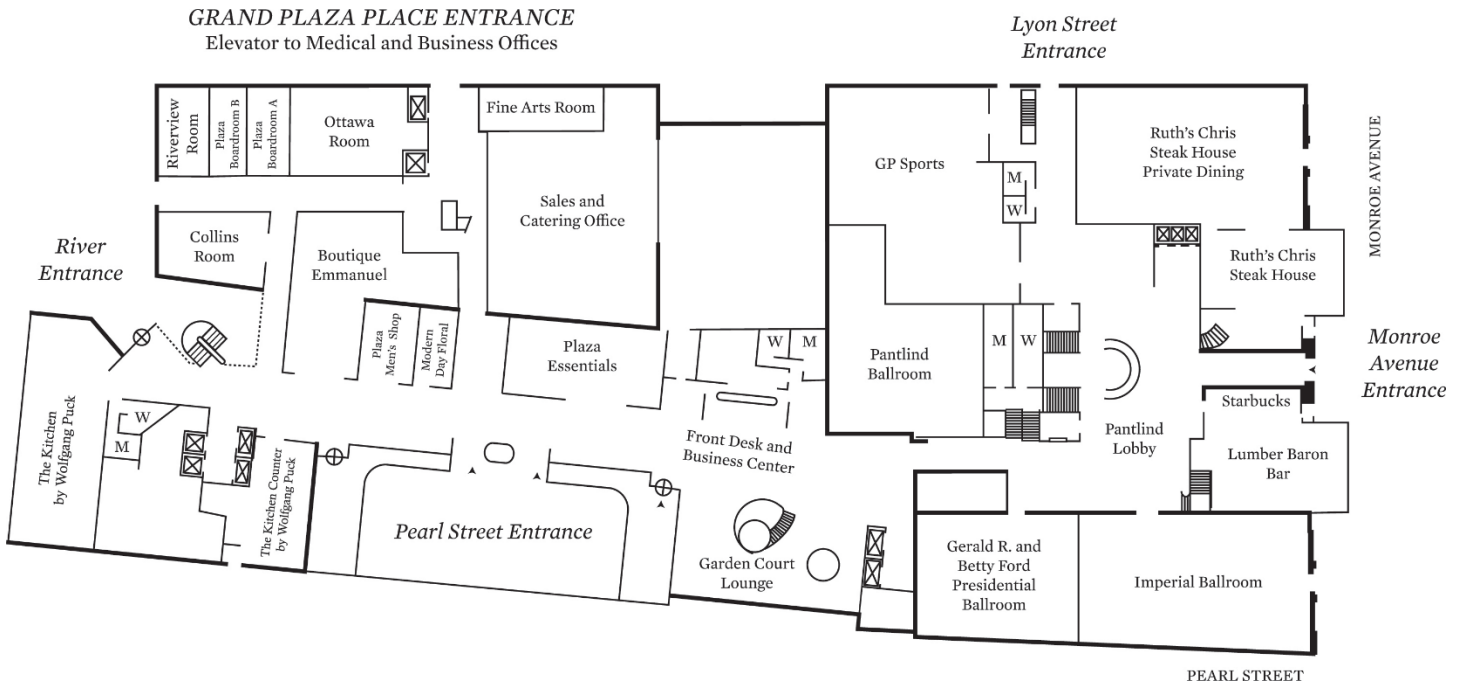 GRAND PLAZA PLACE ENTRANCE
Elevator to Medical and Business Offices
Lyon Street
Entrance
Riverview
Room
Plaza
Boardroom B
Plaza
Boardroom A
Ottawa
Room
Fine Arts Room
Sales and
Catering Office
GP Sports
M
W
Ruth's Chris
Steak House
Private Dining
MONROE AVENUE
River
Entrance
Collins
Room
Boutique
Emmanuel
Ruth's Chris
Steak House
Plaza
Men's Shop
Modern
Day Floral
Plaza
Essentials
W
M
Pantlind
Ballroom
M
W
Monroe
Avenue
Entrance
The Kitchen
by Wolfgang Puck
W
M
Front Desk and
Business Center
Pantlind
Lobby
Starbucks
Lumber Baron
Bar
The Kitchen Counter
by Wolfgang Puck
Pearl Street Entrance
Garden Court
Lounge
Gerald R. and
Betty Ford
Presidential
Ballroom
Imperial Ballroom
PEARL STREET